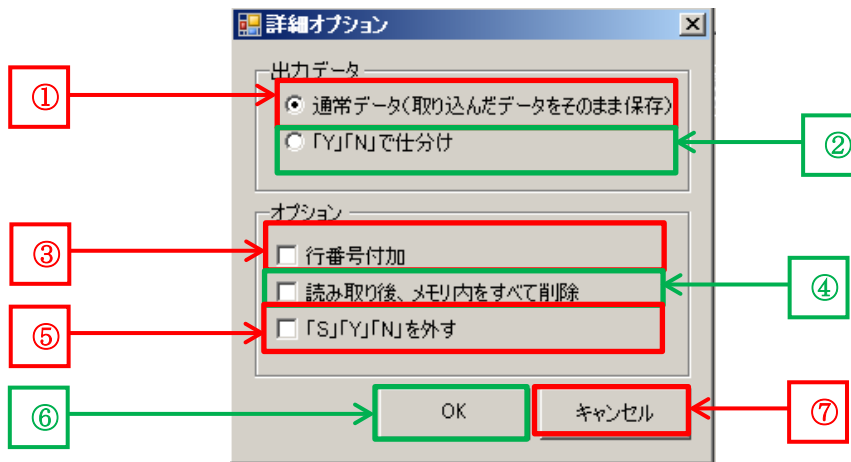 詳細オプション
出力データ
①
通常データ(取り込んだデータをそのまま保存)
「Y」「N」で仕分け
②
オプション
③
行番号付加
④
読み取り後、メモリ内をすべて削除
⑤
「S」「Y」「N」を外す
⑥
OK
キャンセル
⑦